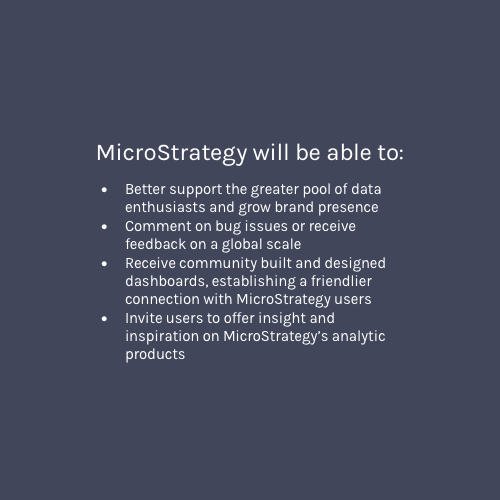 MicroStrategy will be able to:
• Better support the greater pool of data
enthusiasts and grow brand presence
• Comment on bug issues or receive
feedback on a global scale
• Receive community built and designed
dashboards, establishing a friendlier
connection with MicroStrategy users
• Invite users to offer insight and
inspiration on MicroStrategy’s analytic
products